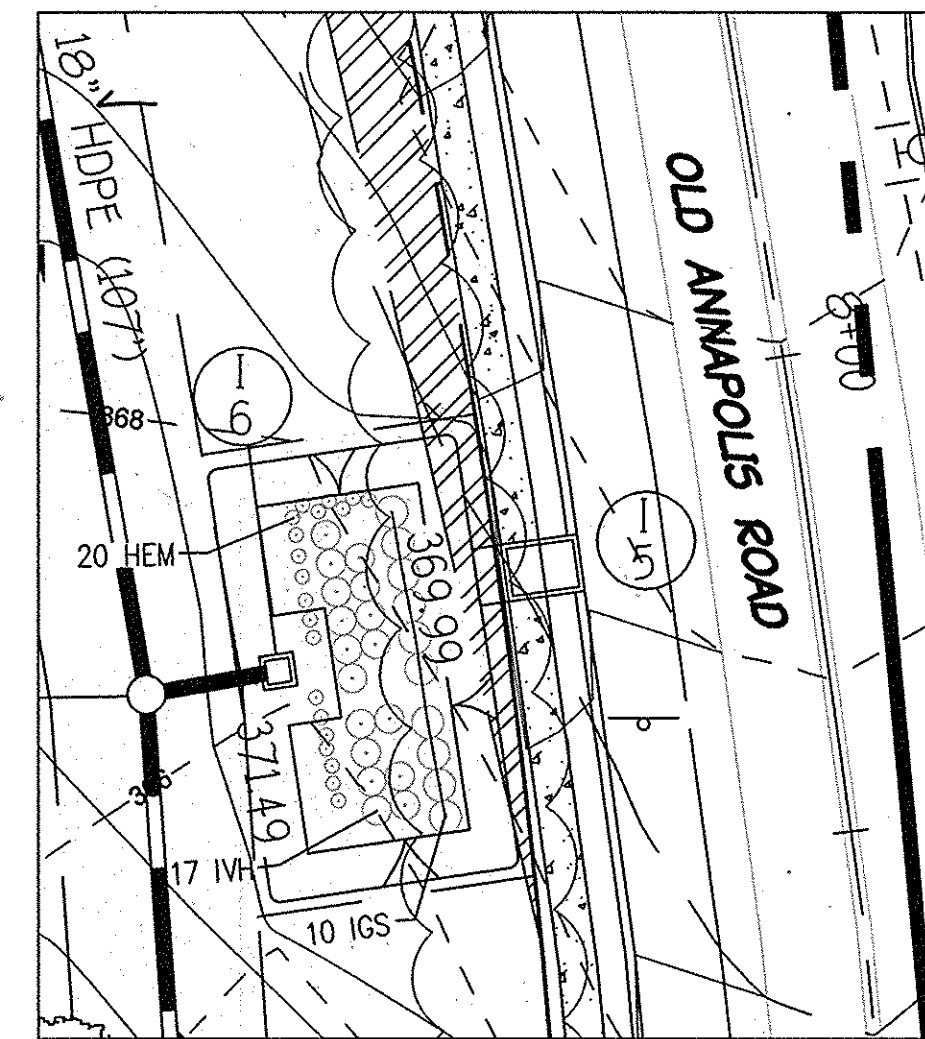 18" HDPE (107')
OLD ANNAPOLIS ROAD
8+00
I
6
368
I
5
20 HEM
369.99
371.49
17 IVH
10 IGS